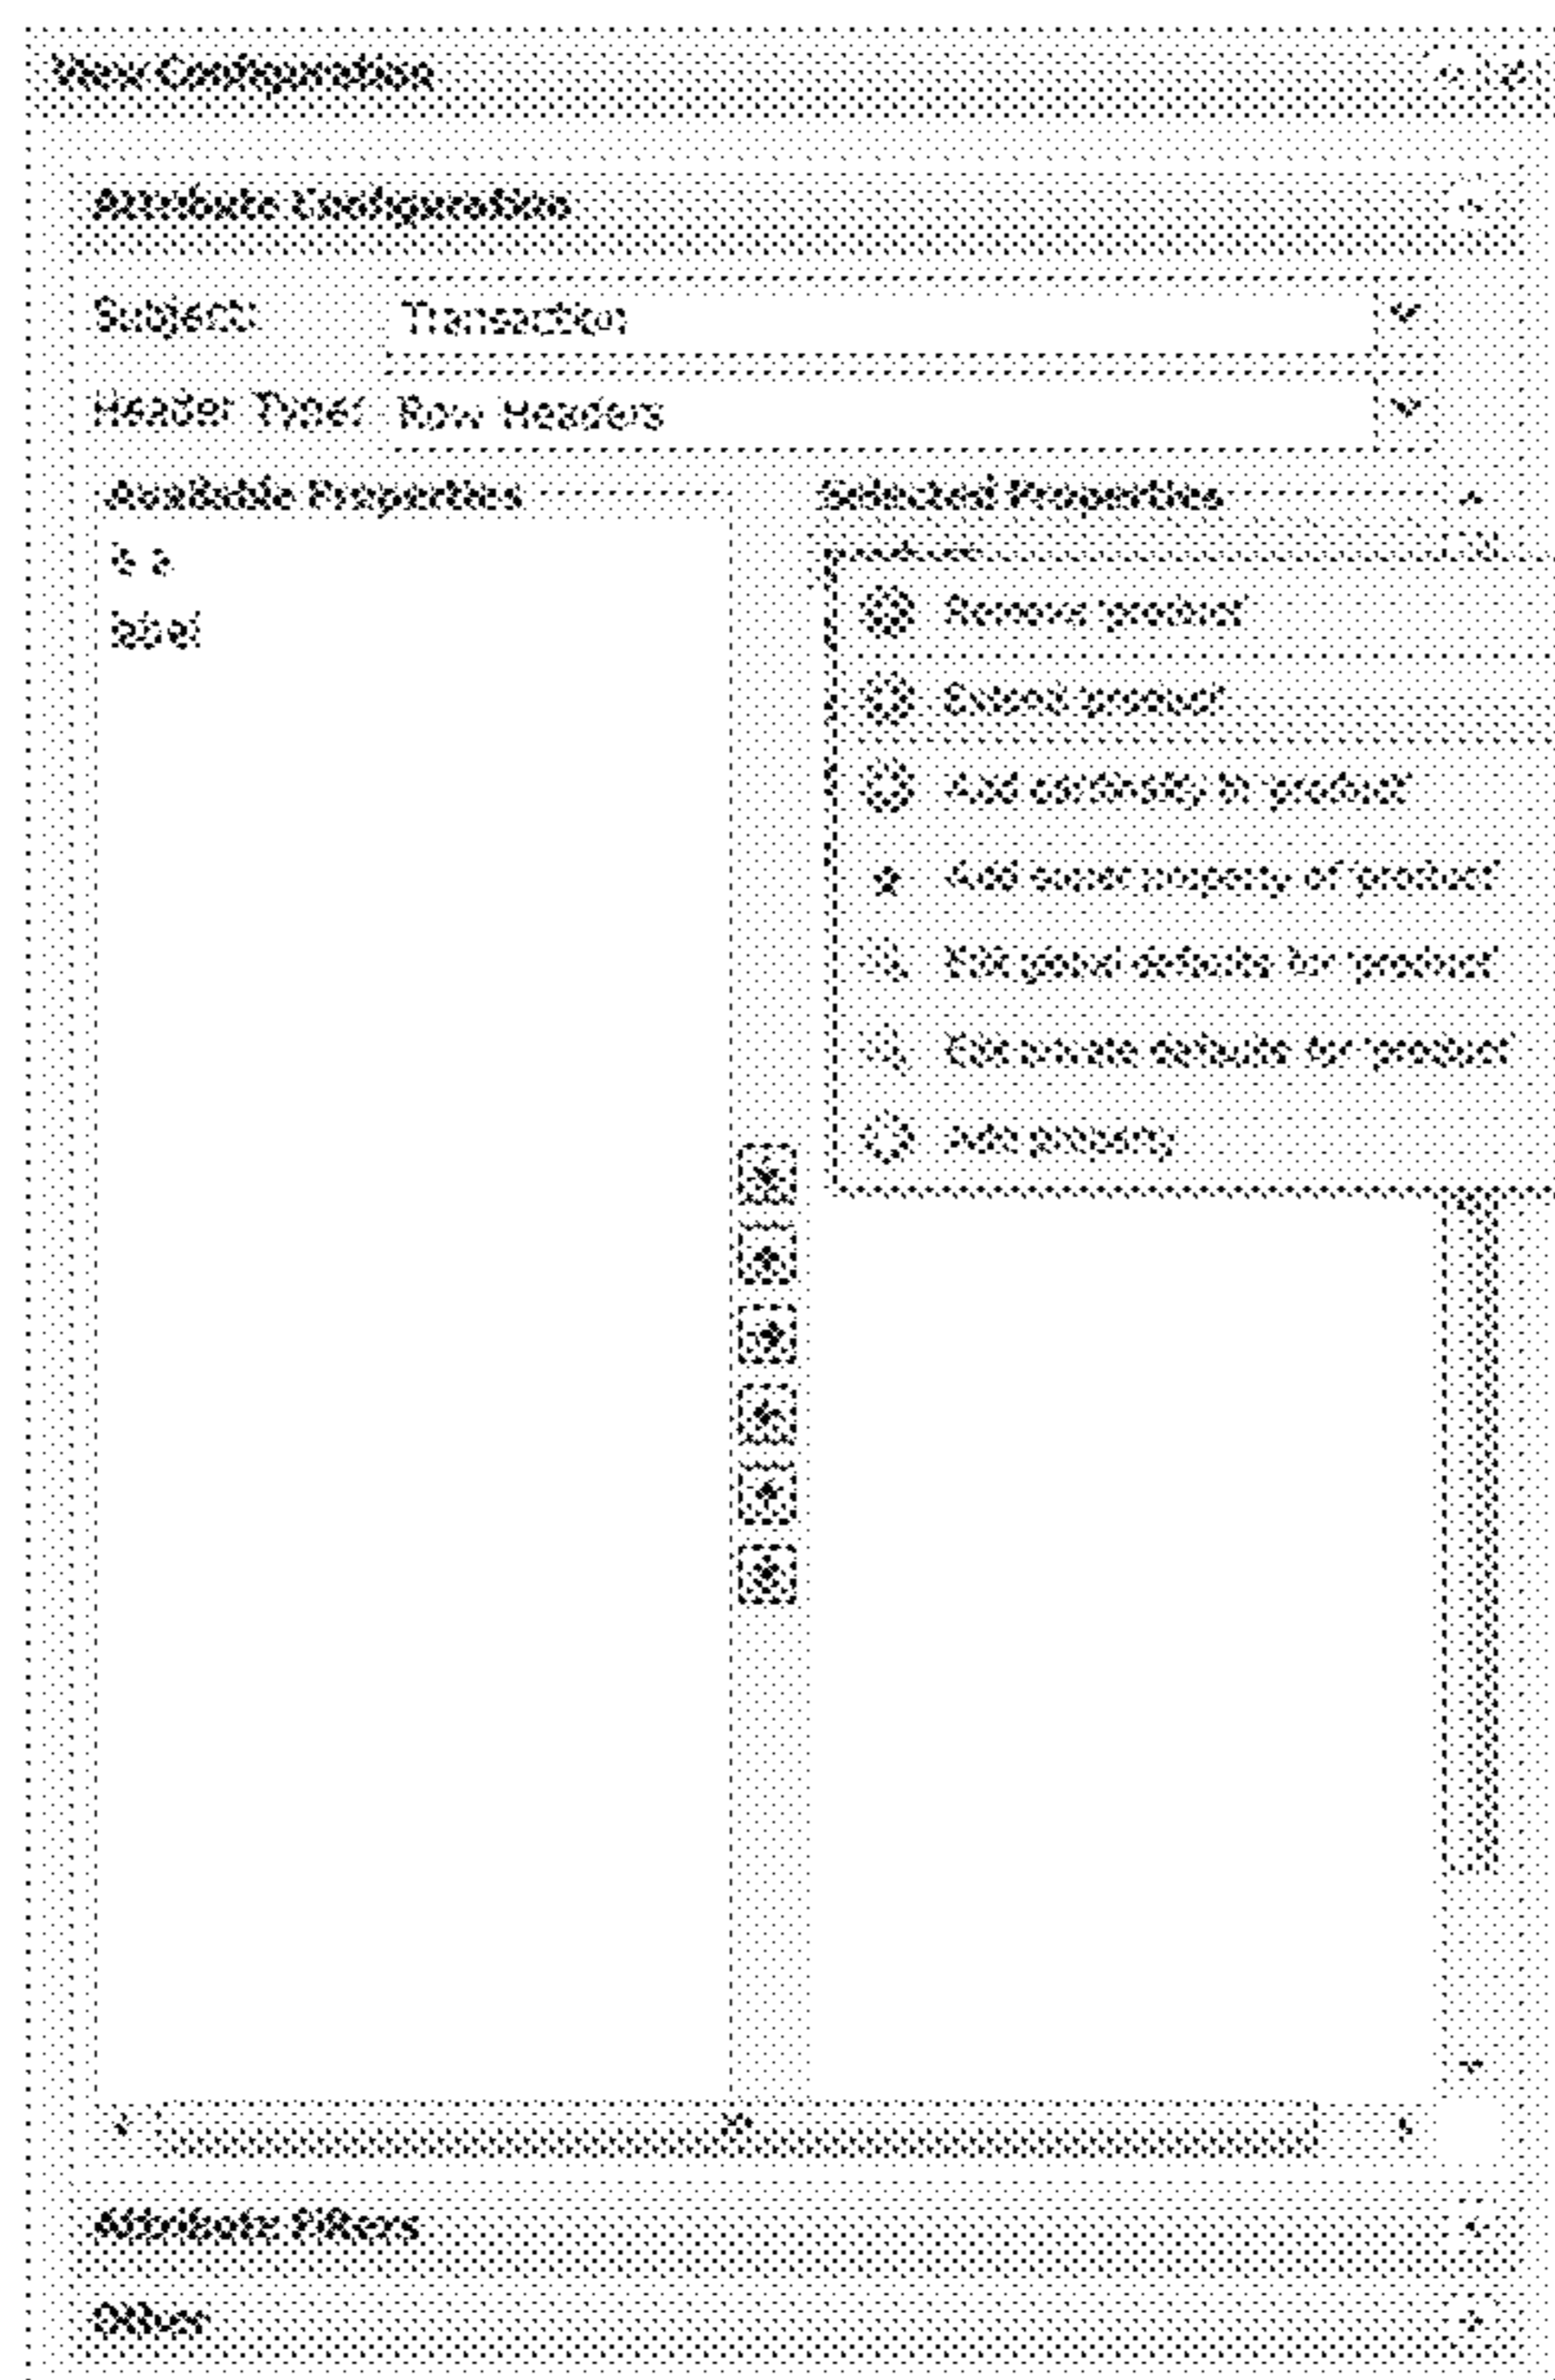 View Configuration
Attribute Configuration
Subject: Transaction
Header Type: Row Headers
Available Properties
Selected Properties
is a
label
product
Remove 'product'
Extend 'product'
Add cardinality to 'product'
Add super property of 'product'
Edit global defaults for 'product'
Edit private defaults for 'product'
Add property
Attribute Filters
Other